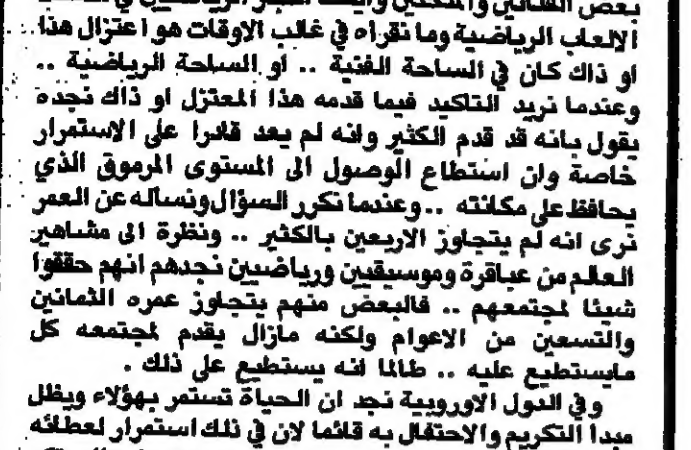 بعض الفنانين والملحنين وايضا
الالعاب الرياضية وما نقراه في غالب الاوقات هو اعتزال هذا ..
او ذاك كان في الساحة الفنية .. او الساحة الرياضية ..
وعندما نريد التاكيد فيما قدمه هذا المعتزل او ذاك نجده
يقول بانه قد قدم الكثير وانه لم يعد قادرا على الاستمرار
خاصة وان استطاع الوصول الى المستوى المرموق الذي
يحافظ على مكانته .. وعندما نكرر السؤال ونساله عن العمر
نرى انه لم يتجاوز الاربعين بالكثير .. ونظرة الى مشاهير
العالم من عباقرة وموسيقيين ورياضيين نجدهم انهم حققوا
شيئا لمجتمعهم .. فالبعض منهم يتجاوز عمره الثمانين
والتسعين من الاعوام ولكنه مازال يقدم لمجتمعه كل
مايستطيع عليه .. طالما انه يستطيع على ذلك .
وفي الدول الاوروبية نجد ان الحياة تستمر بهؤلاء ويظل
مبدا التكريم والاحتفال به قائما لان في ذلك استمرار لعطائه